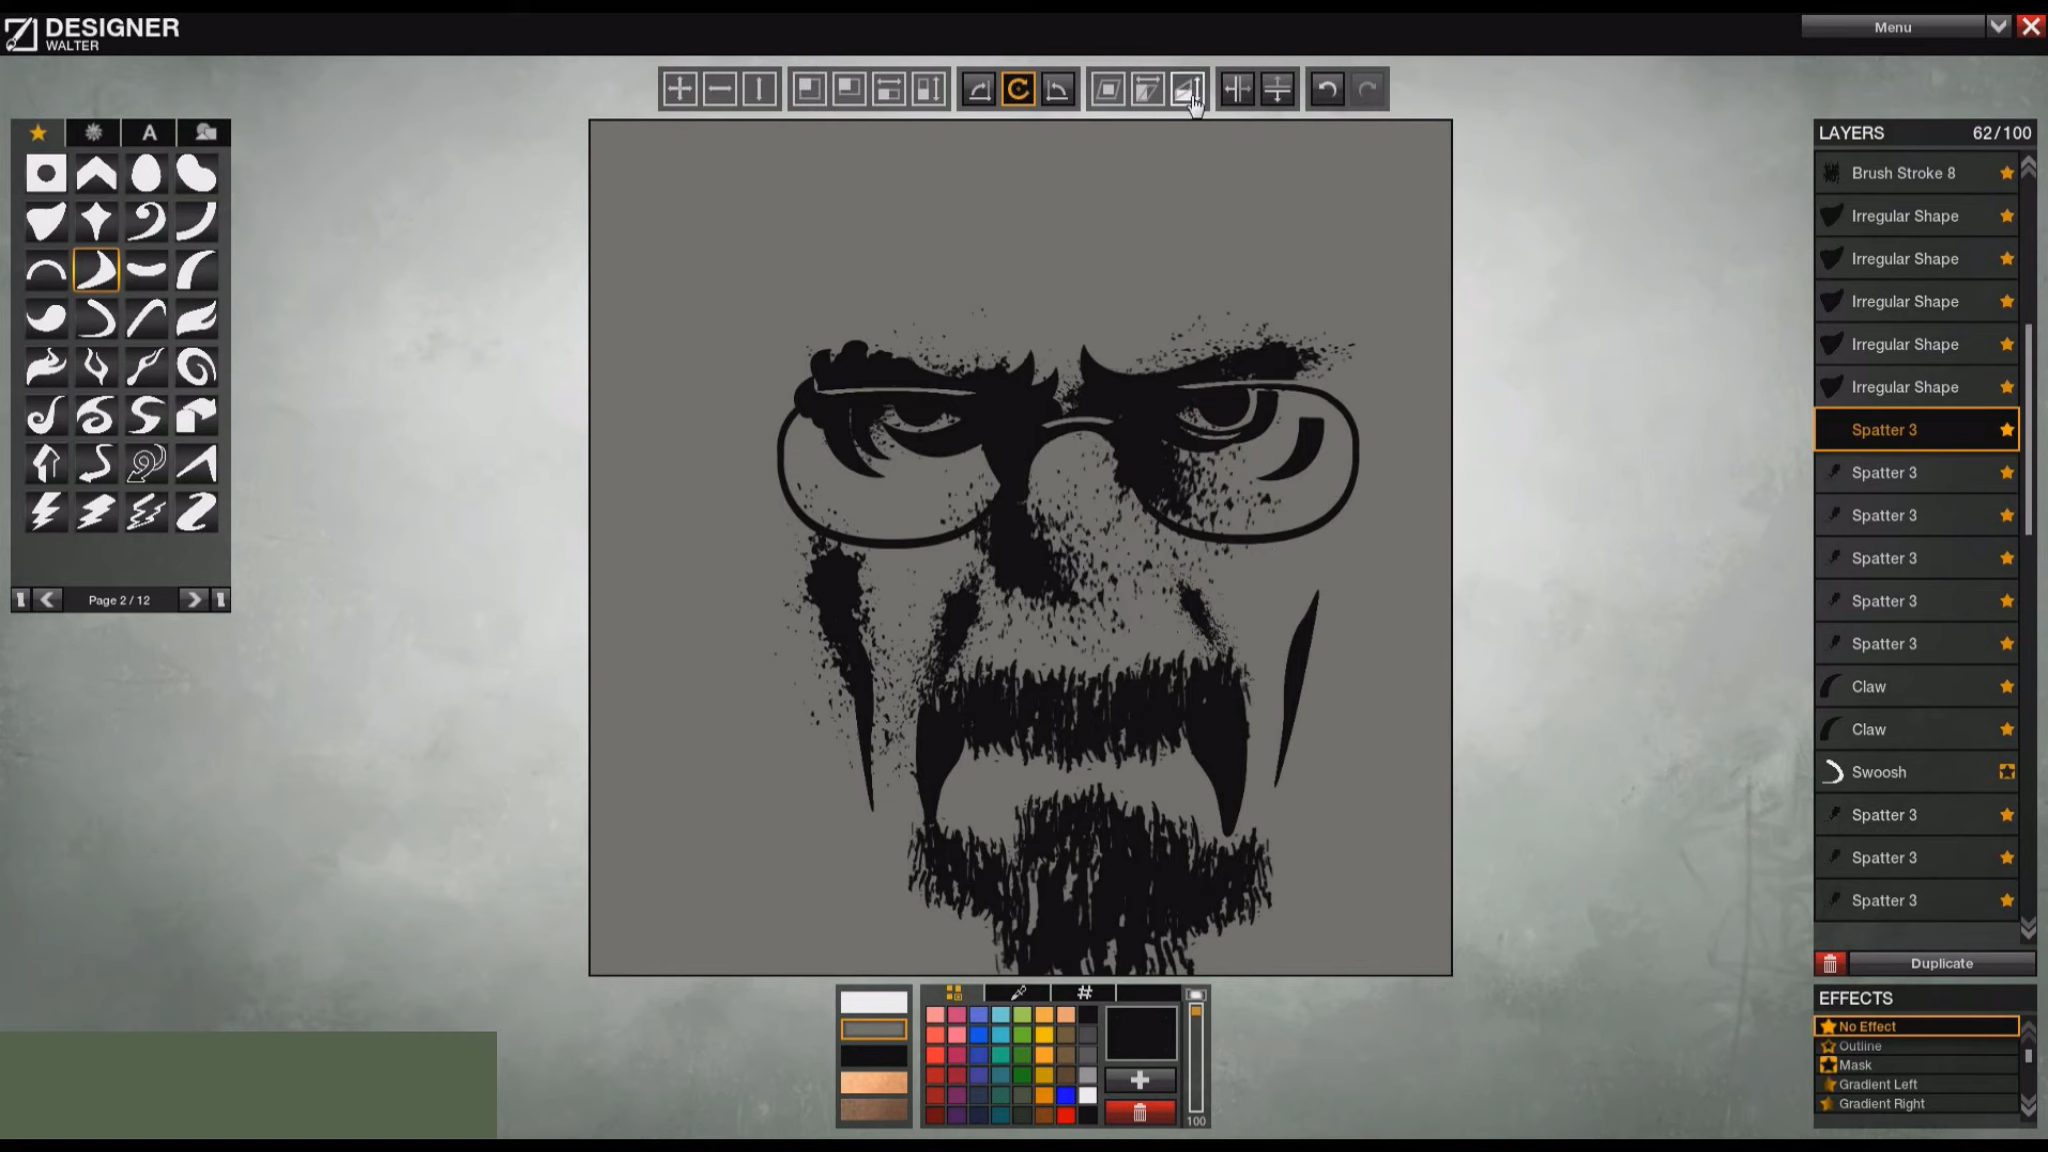 DESIGNER
WALTER
Menu
A
LAYERS 62/100
Brush Stroke 8
Irregular Shape
Irregular Shape
Irregular Shape
Irregular Shape
Irregular Shape
Spatter 3
Spatter 3
Spatter 3
Spatter 3
Spatter 3
Spatter 3
Claw
Claw
Swoosh
Spatter 3
Spatter 3
Spatter 3
Page 2 / 12
Duplicate
#
EFFECTS
No Effect
Outline
Mask
Gradient Left
Gradient Right
100